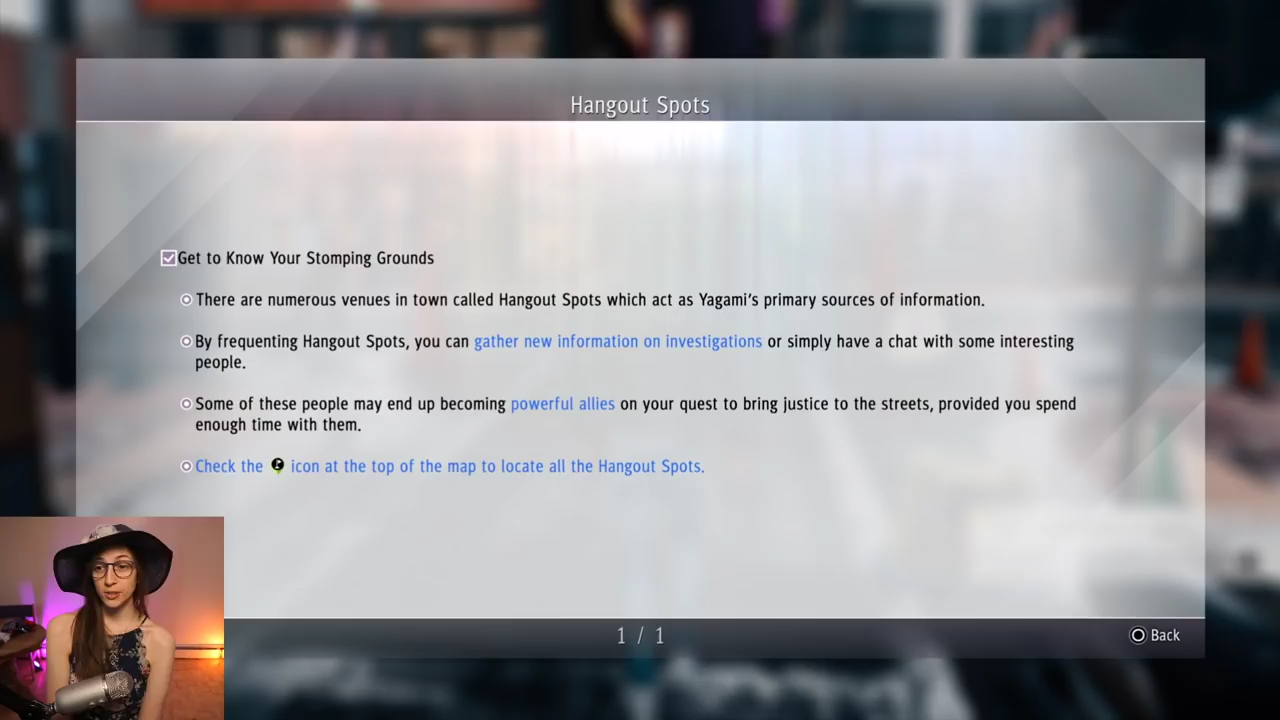 Hangout Spots
Get to Know Your Stomping Grounds
There are numerous venues in town called Hangout Spots which act as Yagami's primary sources of information.
By frequenting Hangout Spots, you can gather new information on investigations or simply have a chat with some interesting
people.
Some of these people may end up becoming powerful allies on your quest to bring justice to the streets, provided you spend
enough time with them.
Check the icon at the top of the map to locate all the Hangout Spots.
1 / 1
Back